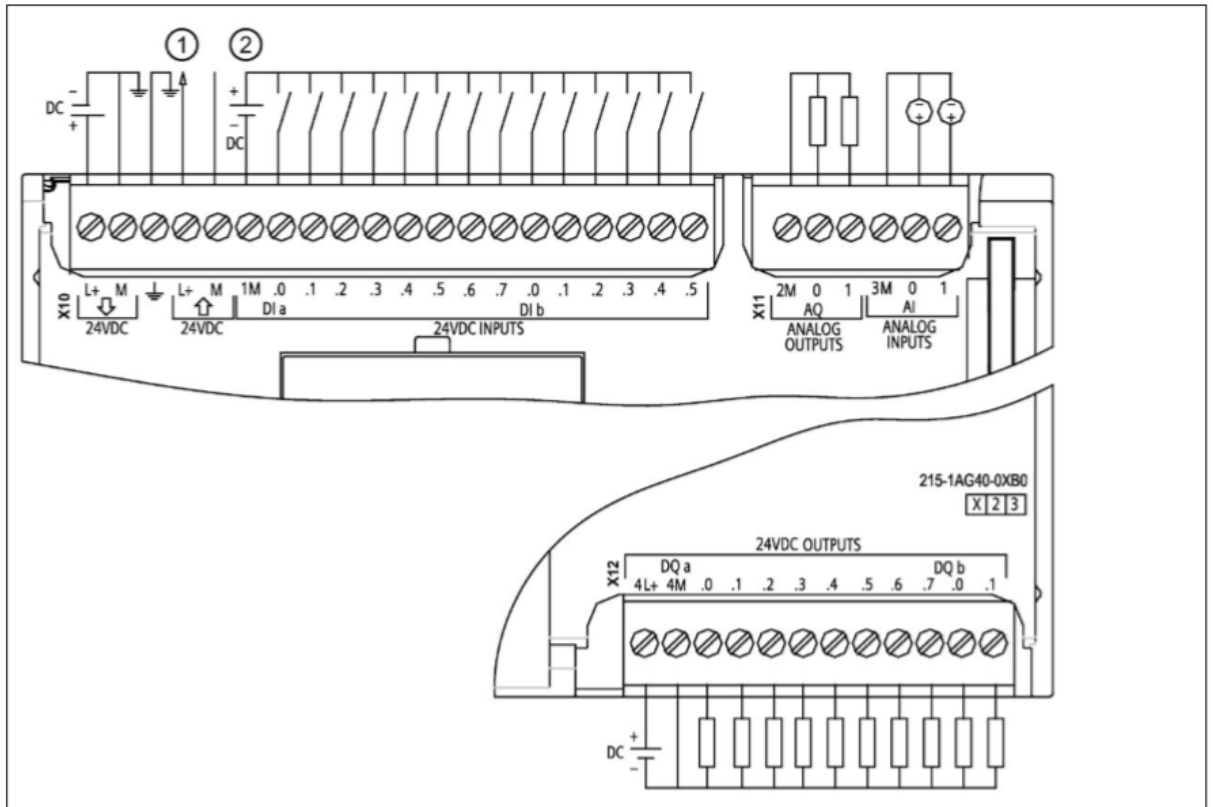 ① ②
DC - +
+ - DC
X10 L+ M L+ M 1M .0 .1 .2 .3 .4 .5 .6 .7 .0 .1 .2 .3 .4 .5
DI a DI b
24VDC 24VDC 24VDC INPUTS
X11 2M 0 1 3M 0 1
AQ AI
ANALOG OUTPUTS
ANALOG INPUTS
- + - +
215-1AG40-0XB0
X 2 3
24VDC OUTPUTS
X12 DQ a DQ b
4L+ 4M .0 .1 .2 .3 .4 .5 .6 .7 .0 .1
DC + -